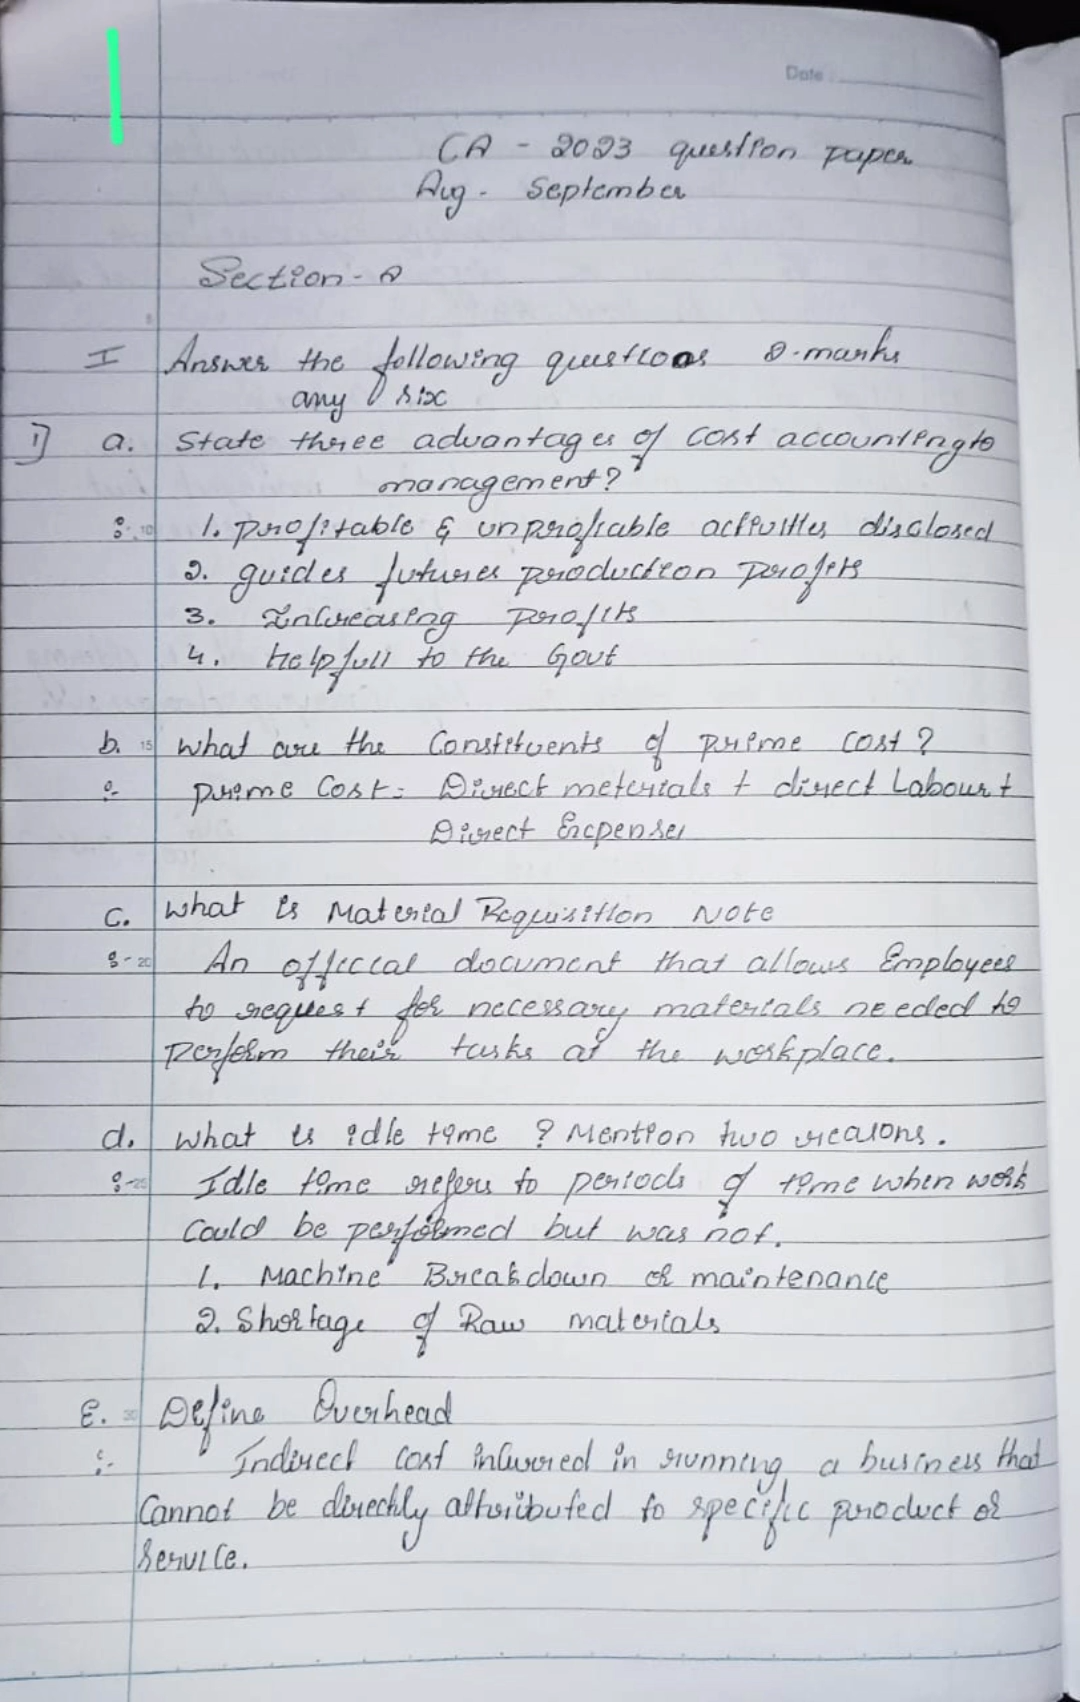 Date :
CA - 2023 question paper
Aug - September
Section - A
I Answer the following questions 2-marks
any six
1] a. State three advantages of cost accounting to
management?
:- 10 1. profitable & unprofiable activities disclosed
2. guides futures production profits
3. Increasing profits
4. helpfull to the Govt
b. 15 what are the Constituents of prime cost?
:- prime Cost = Direct meterials + direct Labour +
Direct Expenses
c. what is Material Requisition Note
:- 20 An official document that allows Employees
to request for necessary materials needed to
perform their tasks at the workplace.
d. what is idle time ? Mention two reasons.
:- 25 Idle time refers to periods of time when work
Could be performed but was not.
1. Machine Breakdown or maintenance
2. Shortage of Raw materials
E. 30 Define Overhead
:- Indirect cost incurred in running a business that
Cannot be directly attributed to specific product or
Service.